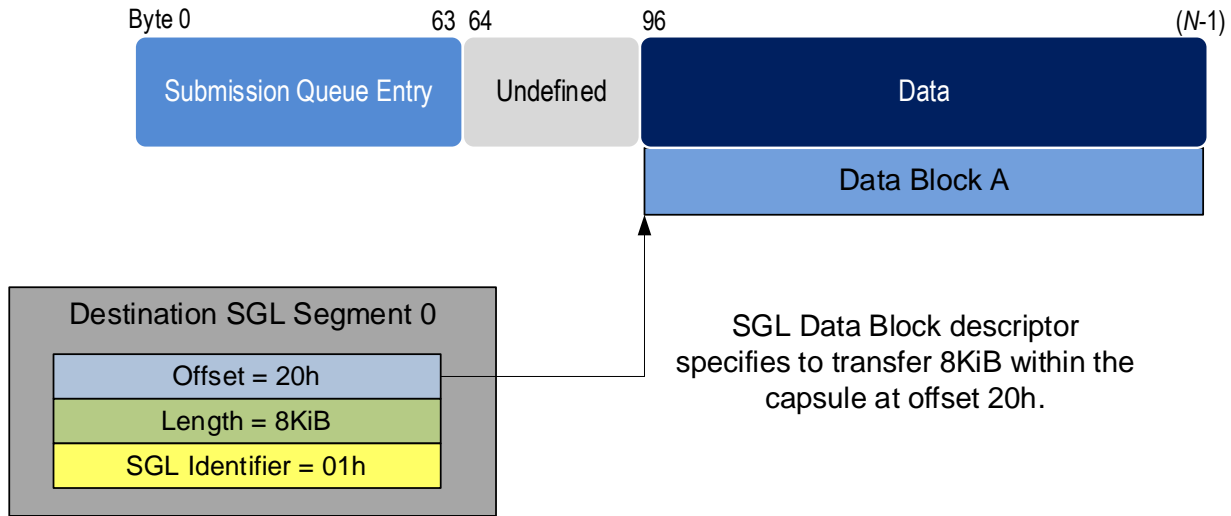 Byte 0 63 64 96 (N-1)
Submission Queue Entry Undefined Data
Data Block A
Destination SGL Segment 0
Offset = 20h
Length = 8KiB
SGL Identifier = 01h
SGL Data Block descriptor
specifies to transfer 8KiB within the
capsule at offset 20h.